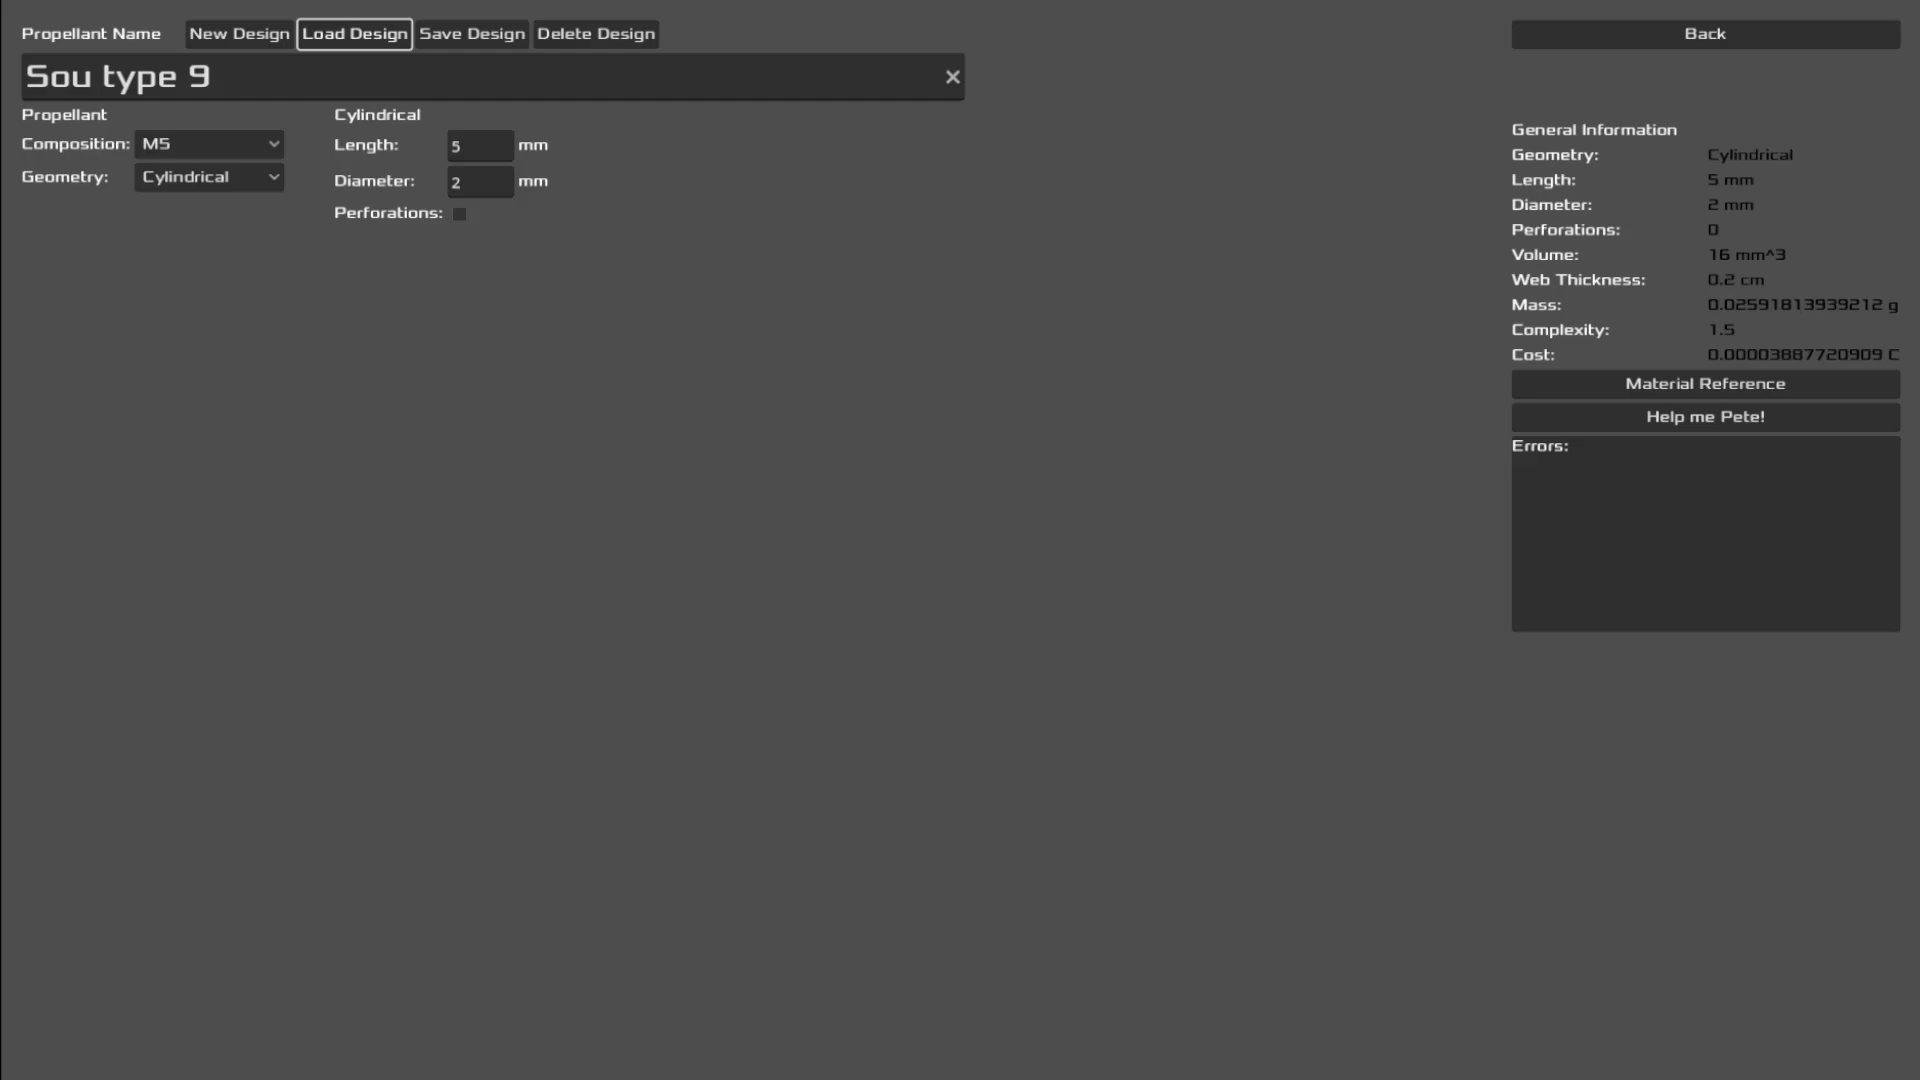 Propellant Name New Design Load Design Save Design Delete Design
Back
Sou type 9
Propellant
Composition: M5
Geometry: Cylindrical
Cylindrical
Length: 5 mm
Diameter: 2 mm
Perforations:
General Information
Geometry: Cylindrical
Length: 5 mm
Diameter: 2 mm
Perforations: 0
Volume: 16 mm^3
Web Thickness: 0.2 cm
Mass: 0.02591813939212 g
Complexity: 1.5
Cost: 0.00003887720909 C
Material Reference
Help me Pete!
Errors: